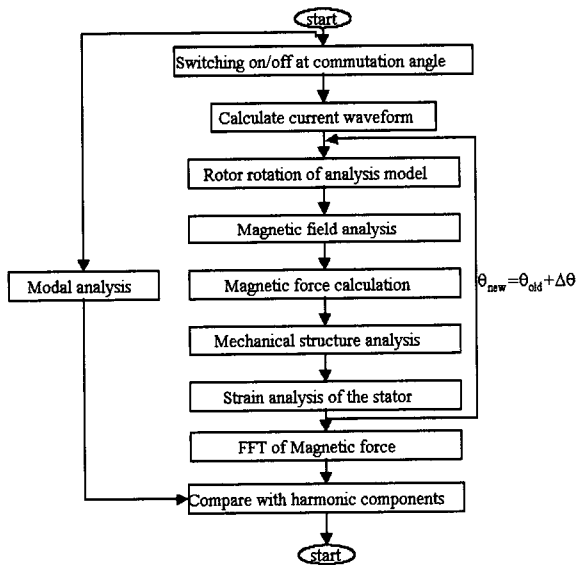 start
Switching on/off at commutation angle
Calculate current waveform
Rotor rotation of analysis model
Magnetic field analysis
Modal analysis
Magnetic force calculation
θnew=θold+Δθ
Mechanical structure analysis
Strain analysis of the stator
FFT of Magnetic force
Compare with harmonic components
start